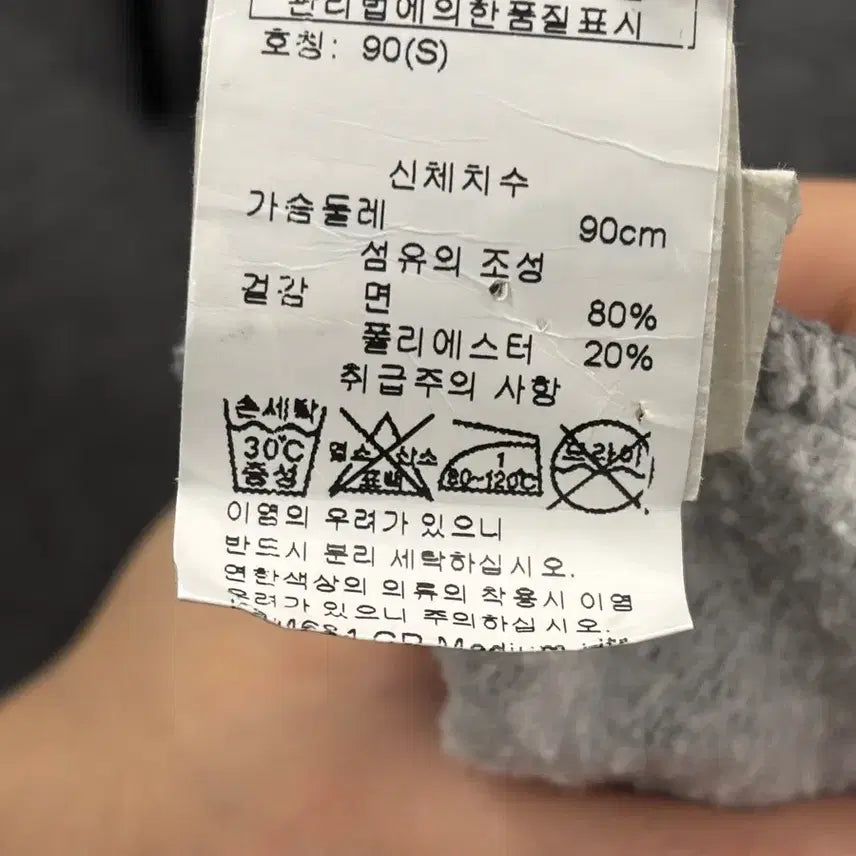 관리법에의한품질표시
호칭: 90(S)
신체치수
가슴둘레 90cm
섬유의 조성
겉감 면 80%
폴리에스터 20%
취급주의 사항
손세탁 30℃ 중성
염소 산소 표백
1 80~120℃
드라이
이염의 우려가 있으니
반드시 분리 세탁하십시오.
연한색상의 의류의 착용시 이염
우려가 있으니 주의하십시오.